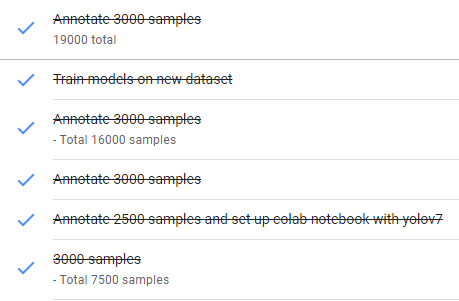 Annotate 3000 samples
19000 total
Train models on new dataset
Annotate 3000 samples
- Total 16000 samples
Annotate 3000 samples
Annotate 2500 samples and set up colab notebook with yolov7
3000 samples
- Total 7500 samples